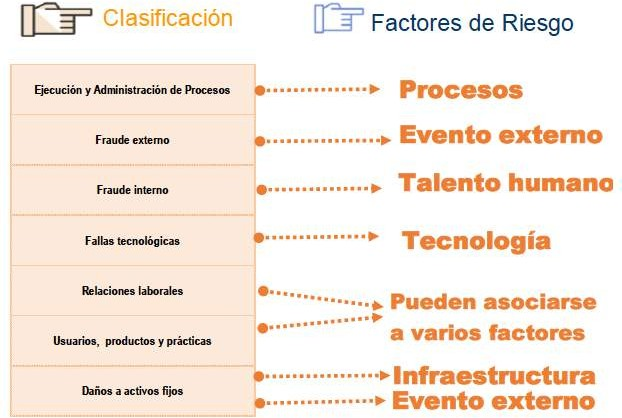 Clasificación
Factores de Riesgo
Ejecución y Administración de Procesos
Procesos
Fraude externo
Evento externo
Fraude interno
Talento humano
Fallas tecnológicas
Tecnología
Relaciones laborales
Pueden asociarse
a varios factores
Usuarios, productos y prácticas
Daños a activos fijos
Infraestructura
Evento externo